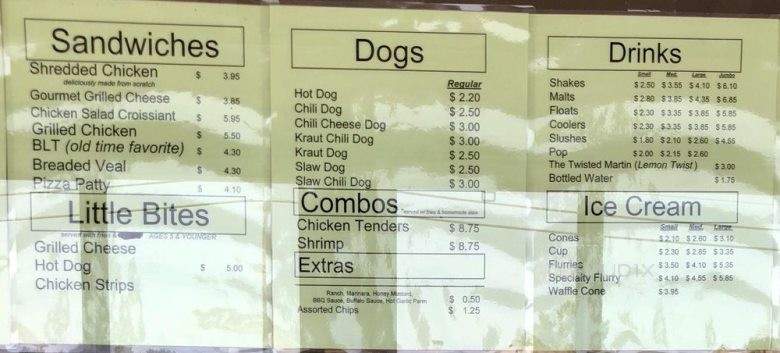 Sandwiches
Shredded Chicken $ 3.95
deliciously made from scratch
Gourmet Grilled Cheese $ 3.85
Chicken Salad Croissiant $ 5.95
Grilled Chicken $ 5.50
BLT (old time favorite) $ 4.30
Breaded Veal $ 4.30
Pizza Patty $ 4.10
Little Bites
served with fries & AGES 5 & YOUNGER
Grilled Cheese
Hot Dog $ 5.00
Chicken Strips
Dogs
Regular
Hot Dog $ 2.20
Chili Dog $ 2.50
Chili Cheese Dog $ 3.00
Kraut Chili Dog $ 3.00
Kraut Dog $ 2.50
Slaw Dog $ 2.50
Slaw Chili Dog $ 3.00
Combos served w/ fries & homemade slaw
Chicken Tenders $ 8.75
Shrimp $ 8.75
Extras
Ranch, Marinara, Honey Mustard,
BBQ Sauce, Buffalo Sauce, Hot Garlic Parm $ 0.50
Assorted Chips $ 1.25
Drinks
Small Med. Large Jumbo
Shakes $2.50 $3.55 $4.10 $6.10
Malts $2.80 $3.85 $4.35 $6.85
Floats $2.30 $3.35 $3.85 $5.85
Coolers $2.30 $3.35 $3.85 $5.85
Slushes $1.80 $2.10 $2.60 $4.55
Pop $2.00 $2.15 $2.60
The Twisted Martin (Lemon Twist) $3.00
Bottled Water $1.75
Ice Cream
Small Med. Large
Cones $2.10 $2.60 $3.10
Cup $2.30 $2.85 $3.35
Flurries $3.50 $4.10 $5.35
Specialty Flurry $4.10 $4.55 $5.85
Waffle Cone $3.95